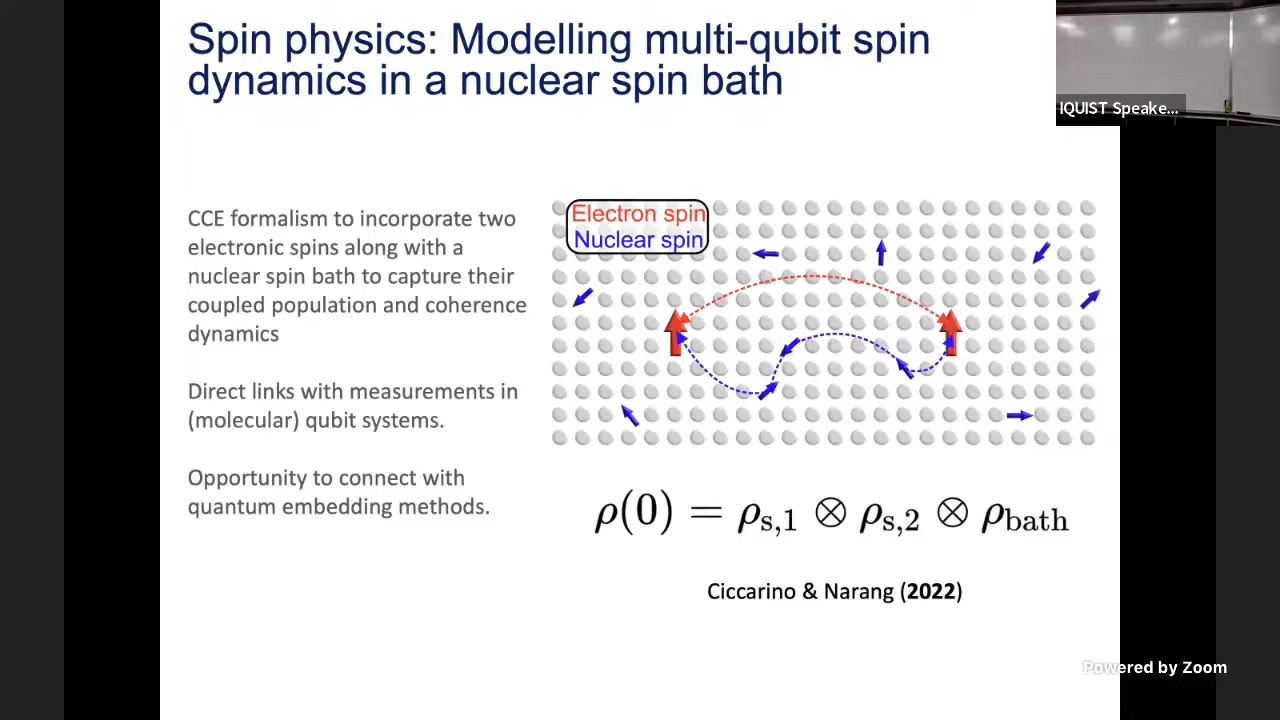 Spin physics: Modelling multi-qubit spin
dynamics in a nuclear spin bath
IQUIST Speake...
CCE formalism to incorporate two
electronic spins along with a
nuclear spin bath to capture their
coupled population and coherence
dynamics
Direct links with measurements in
(molecular) qubit systems.
Opportunity to connect with
quantum embedding methods.
Electron spin
Nuclear spin
ρ(0) = ρs,1 ⊗ ρs,2 ⊗ ρbath
Ciccarino & Narang (2022)
Powered by Zoom